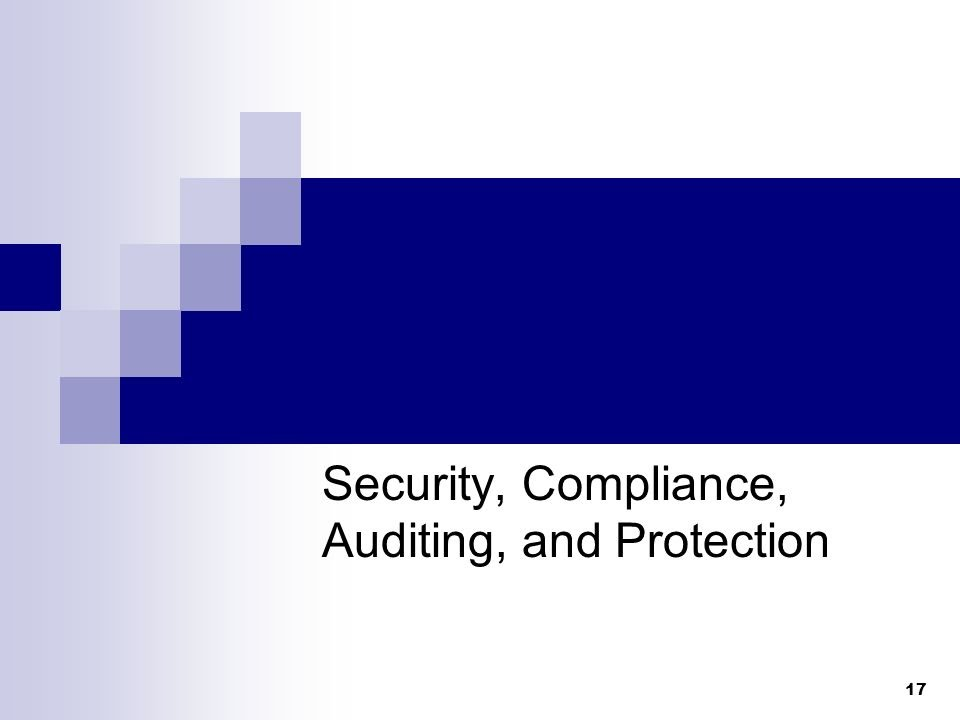 Security, Compliance,
Auditing, and Protection
17